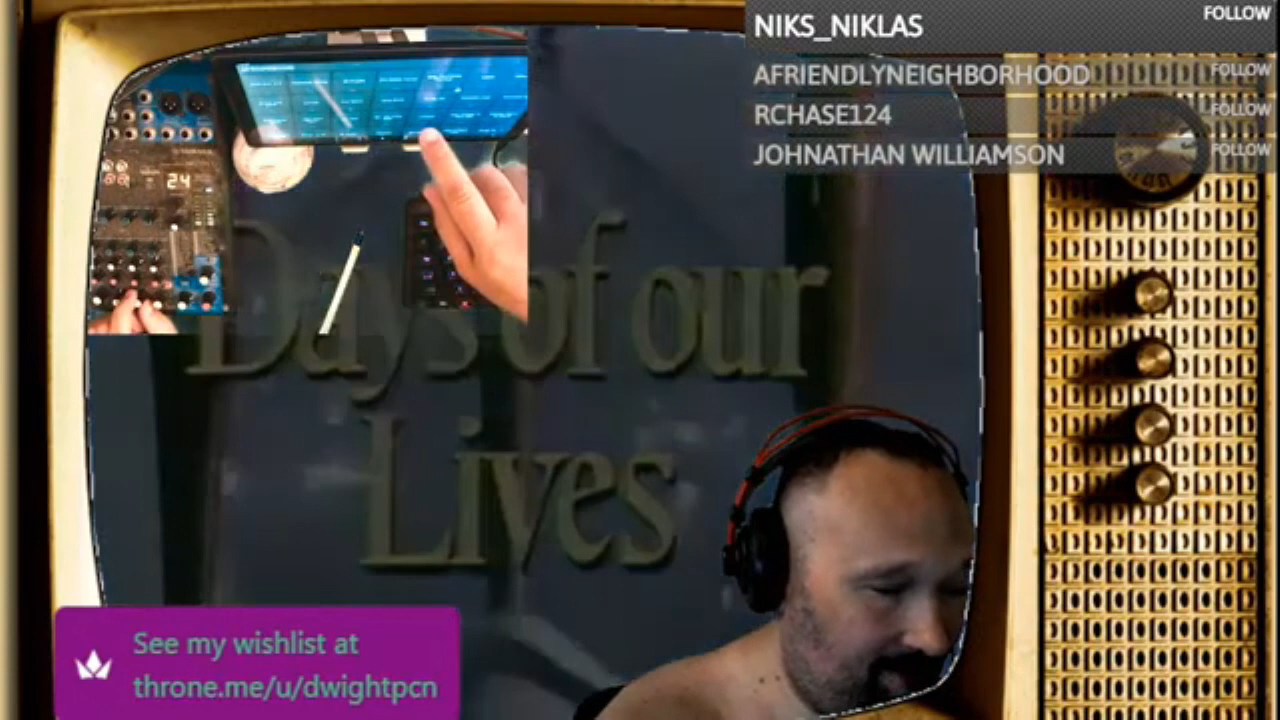 NIKS_NIKLAS FOLLOW
AFRIENDLYNEIGHBORHOOD FOLLOW
RCHASE124 FOLLOW
JOHNATHAN WILLIAMSON FOLLOW
24
Days of our
Lives
See my wishlist at
throne.me/u/dwightpcn